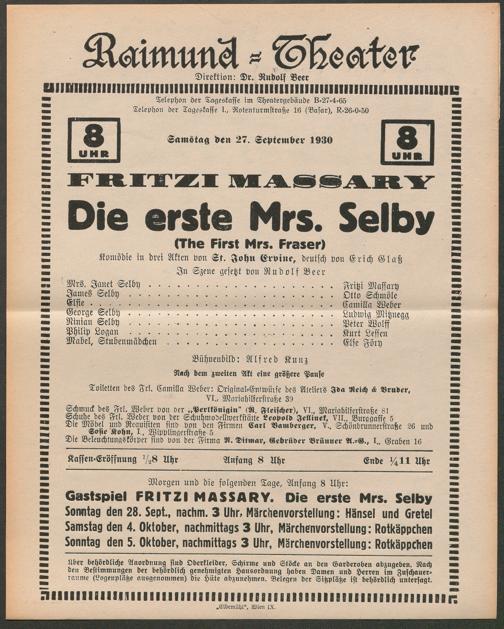 Raimund=Theater
Direktion: Dr. Rudolf Beer
Telephon der Tageskasse im Theatergebäude B-27-4-65
Telephon der Tageskasse I., Rotenturmstraße 16 (Bazar), R-26-0-50
8 UHR
Samstag den 27. September 1930
8 UHR
FRITZI MASSARY
Die erste Mrs. Selby
(The First Mrs. Fraser)
Komödie in drei Akten von St. John Ervine, deutsch von Erich Glaß
In Szene gesetzt von Rudolf Beer
Mrs. Janet Selby . . . . . . . . . . Fritzi Massary
James Selby . . . . . . . . . . Otto Schmöle
Elsie . . . . . . . . . . Camilla Weber
George Selby . . . . . . . . . . Ludwig
Ninian Selby . . . . . . . . . . Peter Wolff
Philip Logan . . . . . . . . . . Kurt Lessen
Mabel, Stubenmädchen . . . . . . . . . . Else Föry
Bühnenbild: Alfred Kunz
Nach dem zweiten Akt eine größere Pause
Toiletten des Frl. Camilla Weber: Original-Entwürfe des Ateliers Ida Reich & Bruder,
VI., Mariahilferstraße 39
Schmuck des Frl. Weber von der „Perlkönigin" (R. Fleischer), VI., Mariahilferstraße 81
Schuhe des Frl. Weber von der Schuhmodellwerkstätte Leopold Jellinek, VII., Burggasse 5
Die Möbel und Requisiten sind von den Firmen Carl Bamberger, V., Schönbrunnerstraße 26 und
Sofie Kohn, I., Wipplingerstraße 5
Die Beleuchtungskörper sind von der Firma R. Ditmar, Gebrüder Brünner A.-G., I., Graben 16
Kassen-Eröffnung ½8 Uhr Anfang 8 Uhr Ende ¼11 Uhr
Morgen und die folgenden Tage, Anfang 8 Uhr:
Gastspiel FRITZI MASSARY. Die erste Mrs. Selby
Sonntag den 28. Sept., nachm. 3 Uhr, Märchenvorstellung: Hänsel und Gretel
Samstag den 4. Oktober, nachmittags 3 Uhr, Märchenvorstellung: Rotkäppchen
Sonntag den 5. Oktober, nachmittags 3 Uhr, Märchenvorstellung: Rotkäppchen
Über behördliche Anordnung sind Oberkleider, Schirme und Stöcke an den Garderoben abzugeben. Nach
den Bestimmungen der behördlich genehmigten Hausordnung haben Damen und Herren im Zuschauer-
raume (Logenplätze ausgenommen) die Hüte abzunehmen. Belegen der Sitzplätze ist behördlich untersagt.
„Elbemühl", Wien IX.